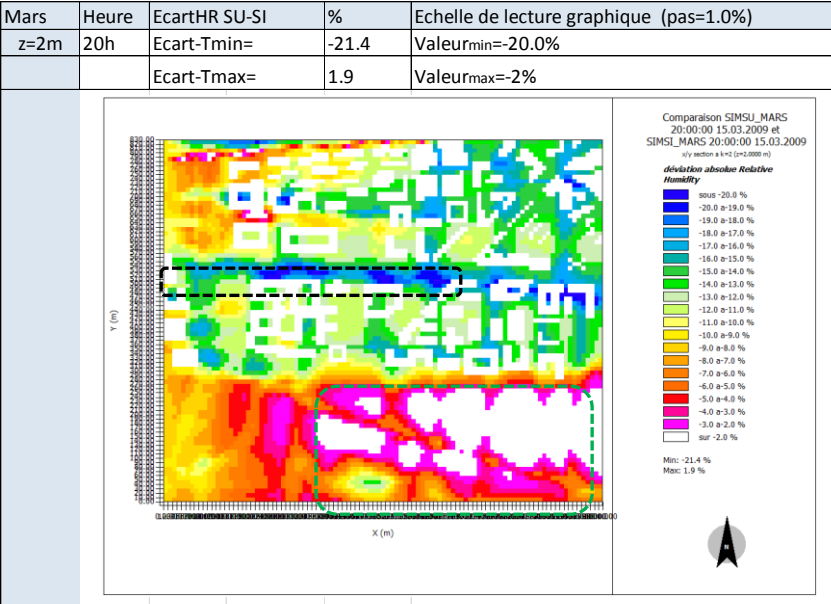 Mars Heure EcartHR SU-SI % Echelle de lecture graphique (pas=1.0%)
z=2m 20h Ecart-Tmin= -21.4 Valeurmin=-20.0%
Ecart-Tmax= 1.9 Valeurmax=-2%
Comparaison SIMSU_MARS
20:00:00 15.03.2009 et
SIMSI_MARS 20:00:00 15.03.2009
x/y section a k=2 (z=2.0000 m)
déviation absolue Relative
Humidity
sous -20.0 %
-20.0 a-19.0 %
-19.0 a-18.0 %
-18.0 a-17.0 %
-17.0 a-16.0 %
-16.0 a-15.0 %
-15.0 a-14.0 %
-14.0 a-13.0 %
-13.0 a-12.0 %
-12.0 a-11.0 %
-11.0 a-10.0 %
-10.0 a-9.0 %
-9.0 a-8.0 %
-8.0 a-7.0 %
-7.0 a-6.0 %
-6.0 a-5.0 %
-5.0 a-4.0 %
-4.0 a-3.0 %
-3.0 a-2.0 %
sur -2.0 %
Min: -21.4 %
Max: 1.9 %
Y (m)
X (m)
N